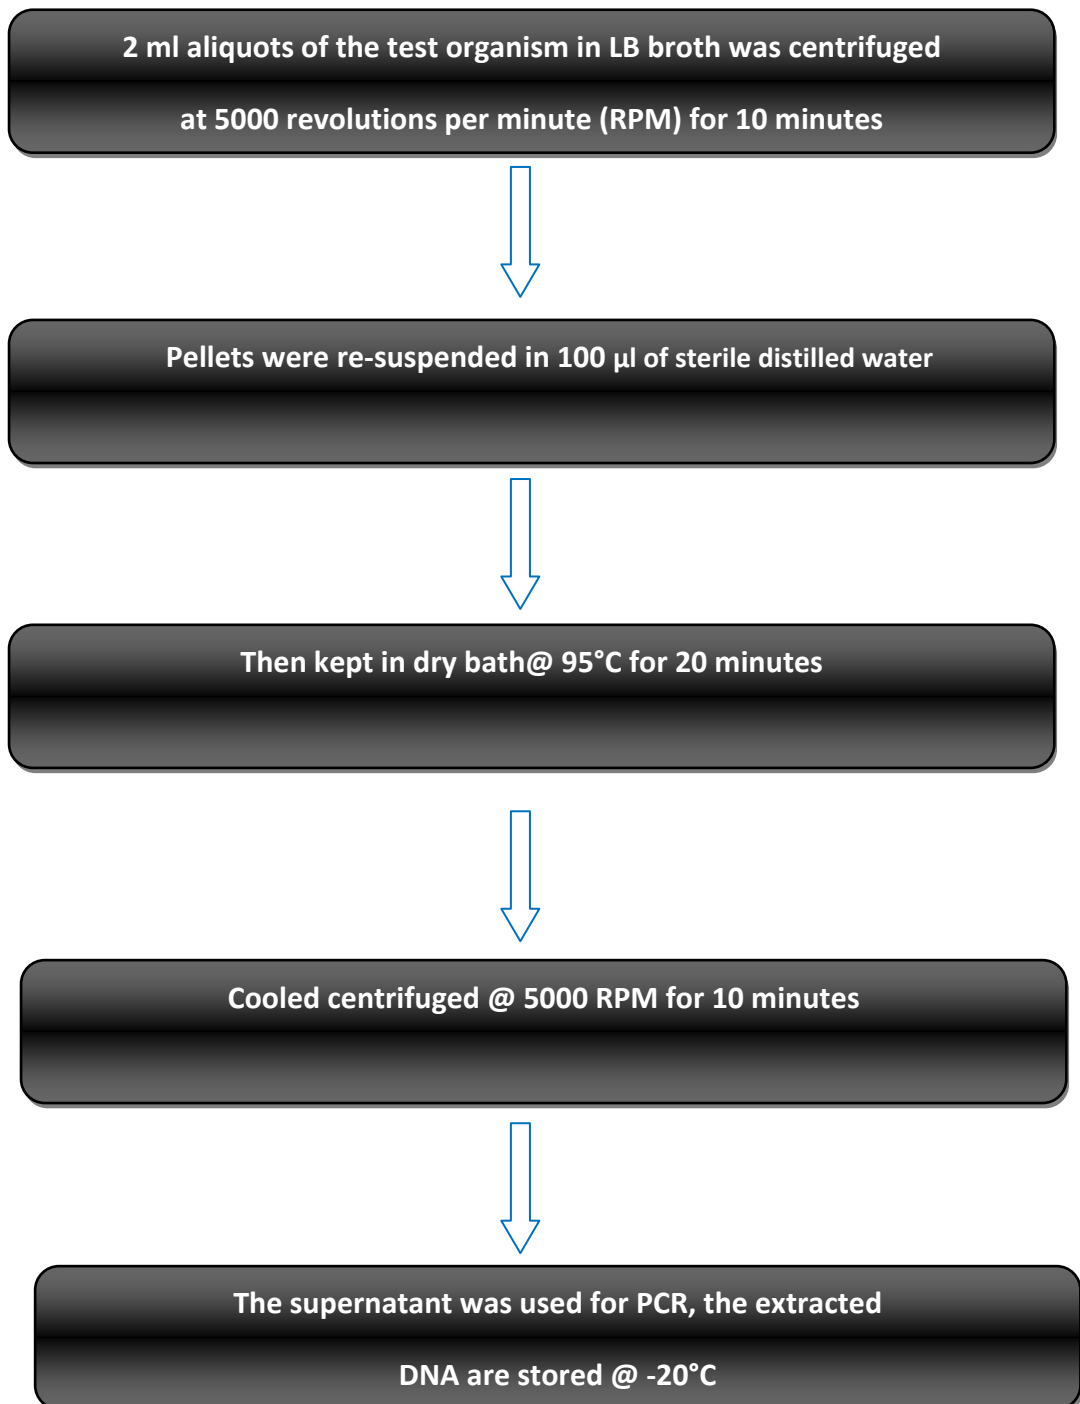 2 ml aliquots of the test organism in LB broth was centrifuged
at 5000 revolutions per minute (RPM) for 10 minutes
Pellets were re-suspended in 100 µl of sterile distilled water
Then kept in dry bath@ 95°C for 20 minutes
Cooled centrifuged @ 5000 RPM for 10 minutes
The supernatant was used for PCR, the extracted
DNA are stored @ -20°C